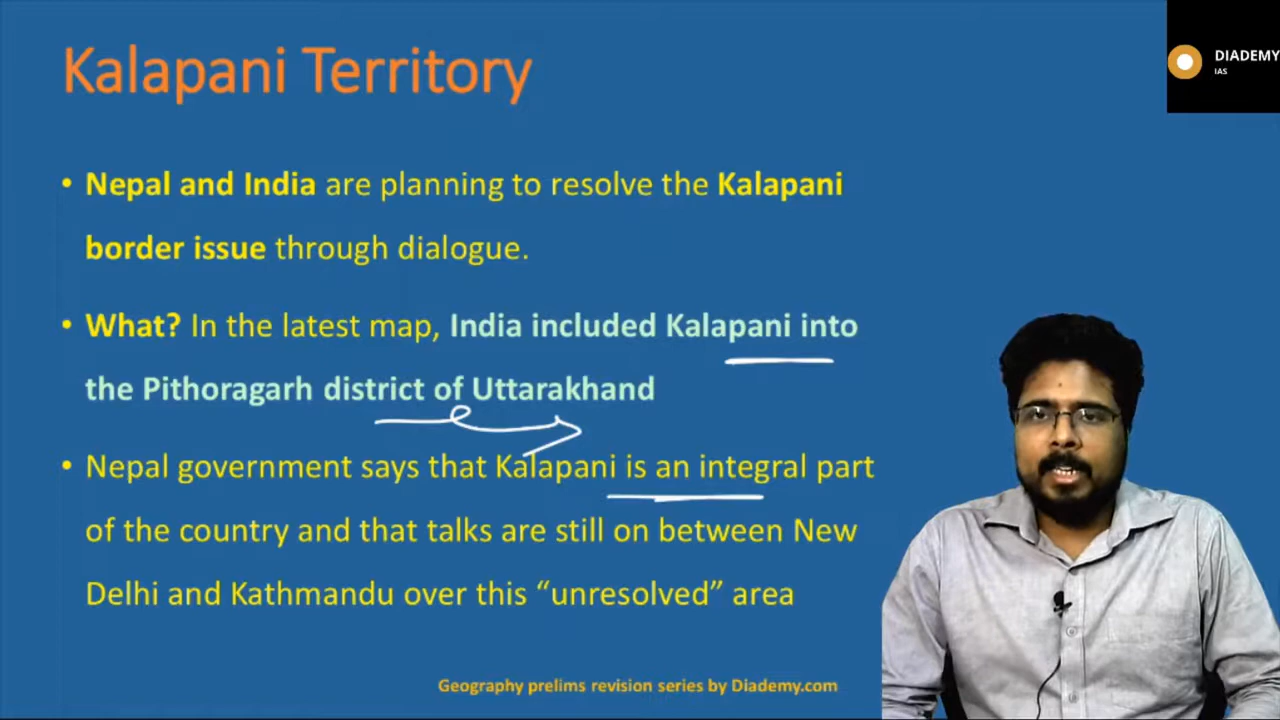 Kalapani Territory
DIADEMY
IAS
• Nepal and India are planning to resolve the Kalapani
border issue through dialogue.
• What? In the latest map, India included Kalapani into
the Pithoragarh district of Uttarakhand
• Nepal government says that Kalapani is an integral part
of the country and that talks are still on between New
Delhi and Kathmandu over this “unresolved” area
Geography prelims revision series by Diademy.com